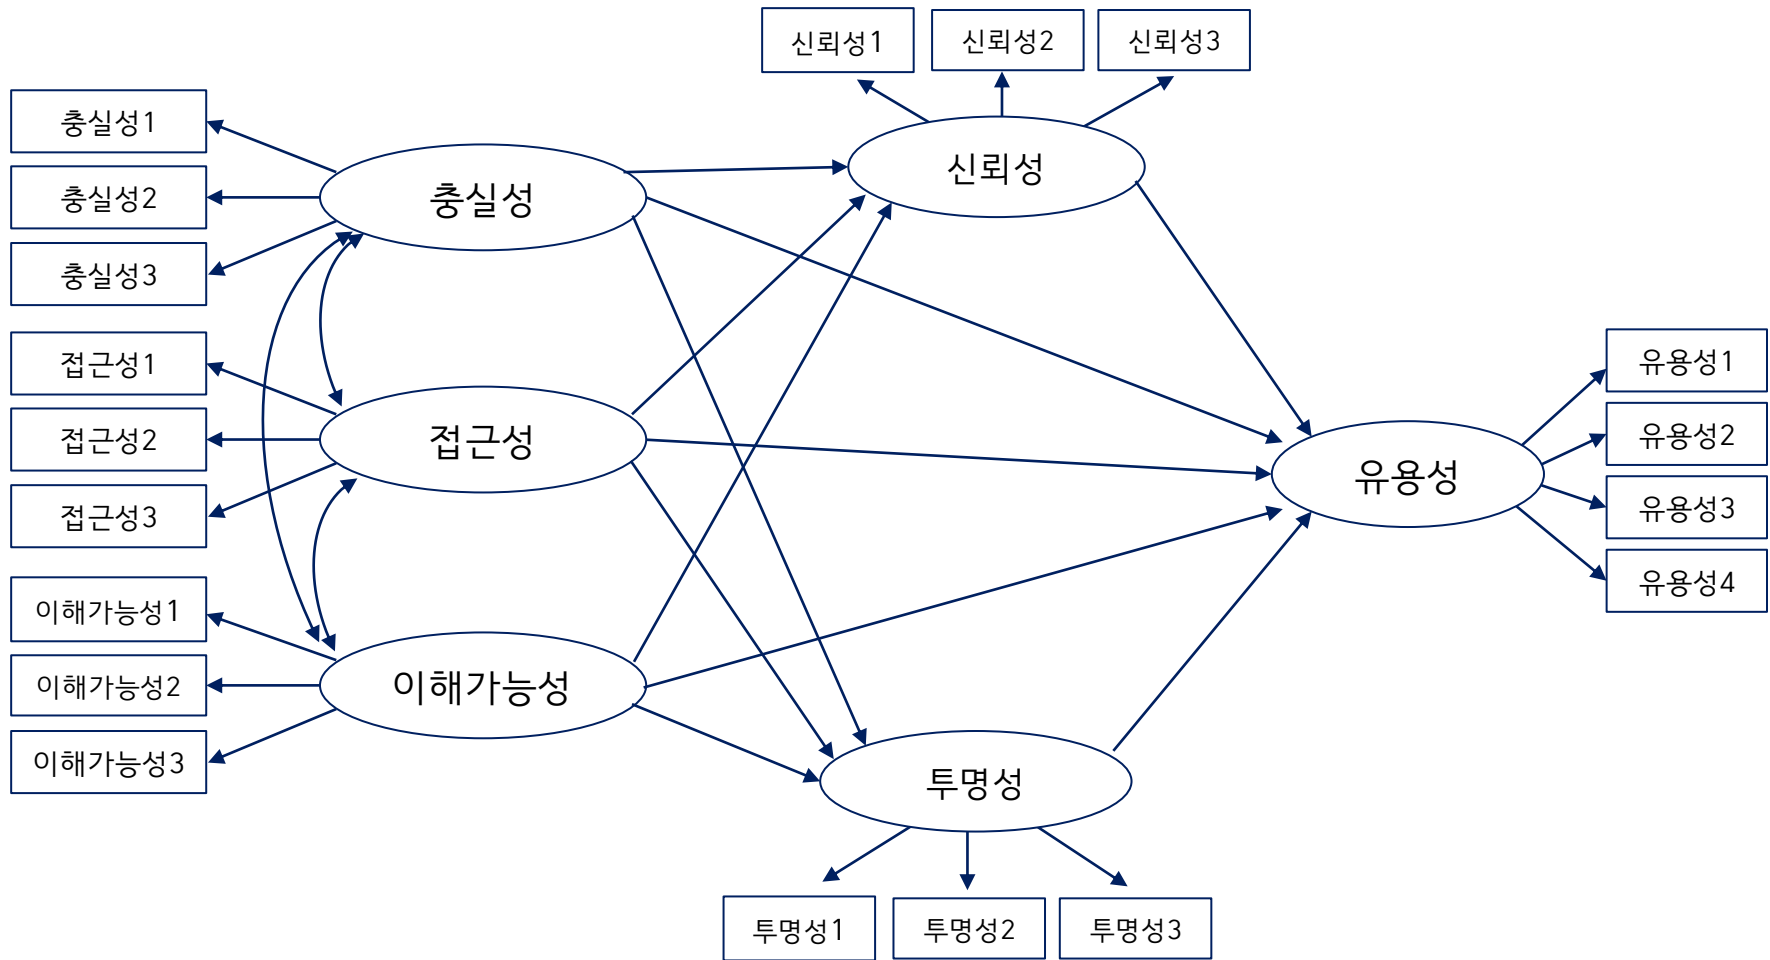 신뢰성1
신뢰성2
신뢰성3
충실성1
충실성2
충실성3
충실성
신뢰성
접근성1
접근성2
접근성3
접근성
유용성
유용성1
유용성2
유용성3
유용성4
이해가능성1
이해가능성2
이해가능성3
이해가능성
투명성
투명성1
투명성2
투명성3